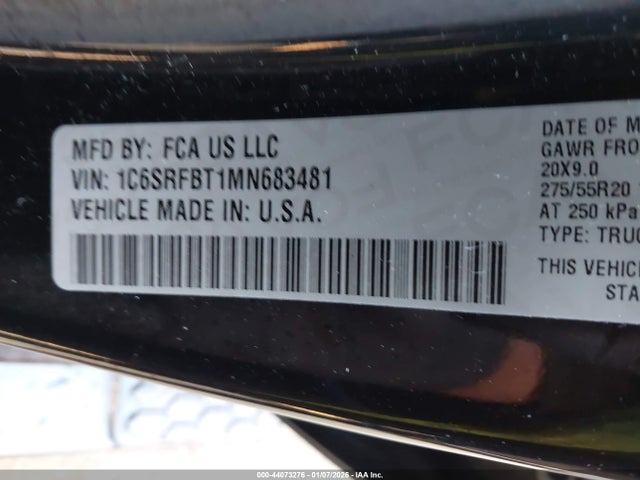 MFD BY: FCA US LLC
VIN: 1C6SRFBT1MN683481
VEHICLE MADE IN: U.S.A.
DATE OF M
GAWR FRO
20X9.0
275/55R20
AT 250 kPa
TYPE: TRUC
THIS VEHIC
STA
000-44073276 - 01/07/2026 - IAA Inc.